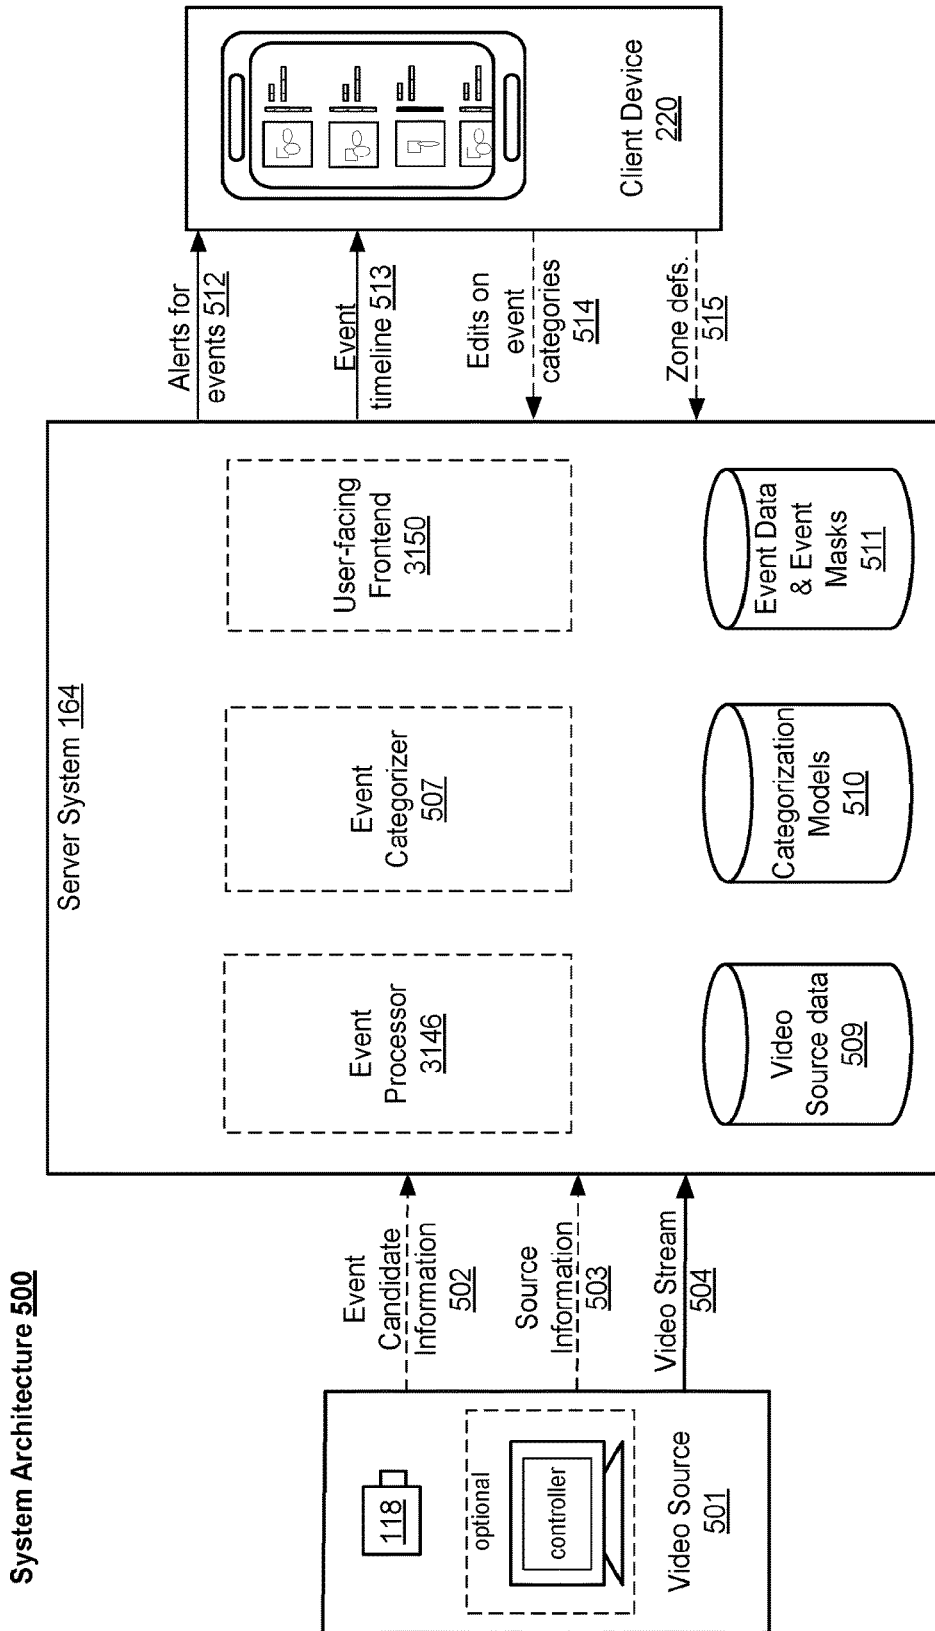 System Architecture 500
118
optional
controller
Video Source
501
Event
Candidate
Information
502
Source
Information
503
Video Stream
504
Server System 164
Event
Processor
3146
Event
Categorizer
507
User-facing
Frontend
3150
Video
Source data
509
Categorization
Models
510
Event Data
& Event
Masks
511
Alerts for
events 512
Event
timeline 513
Edits on
event
categories
514
Zone defs.
515
Client Device
220